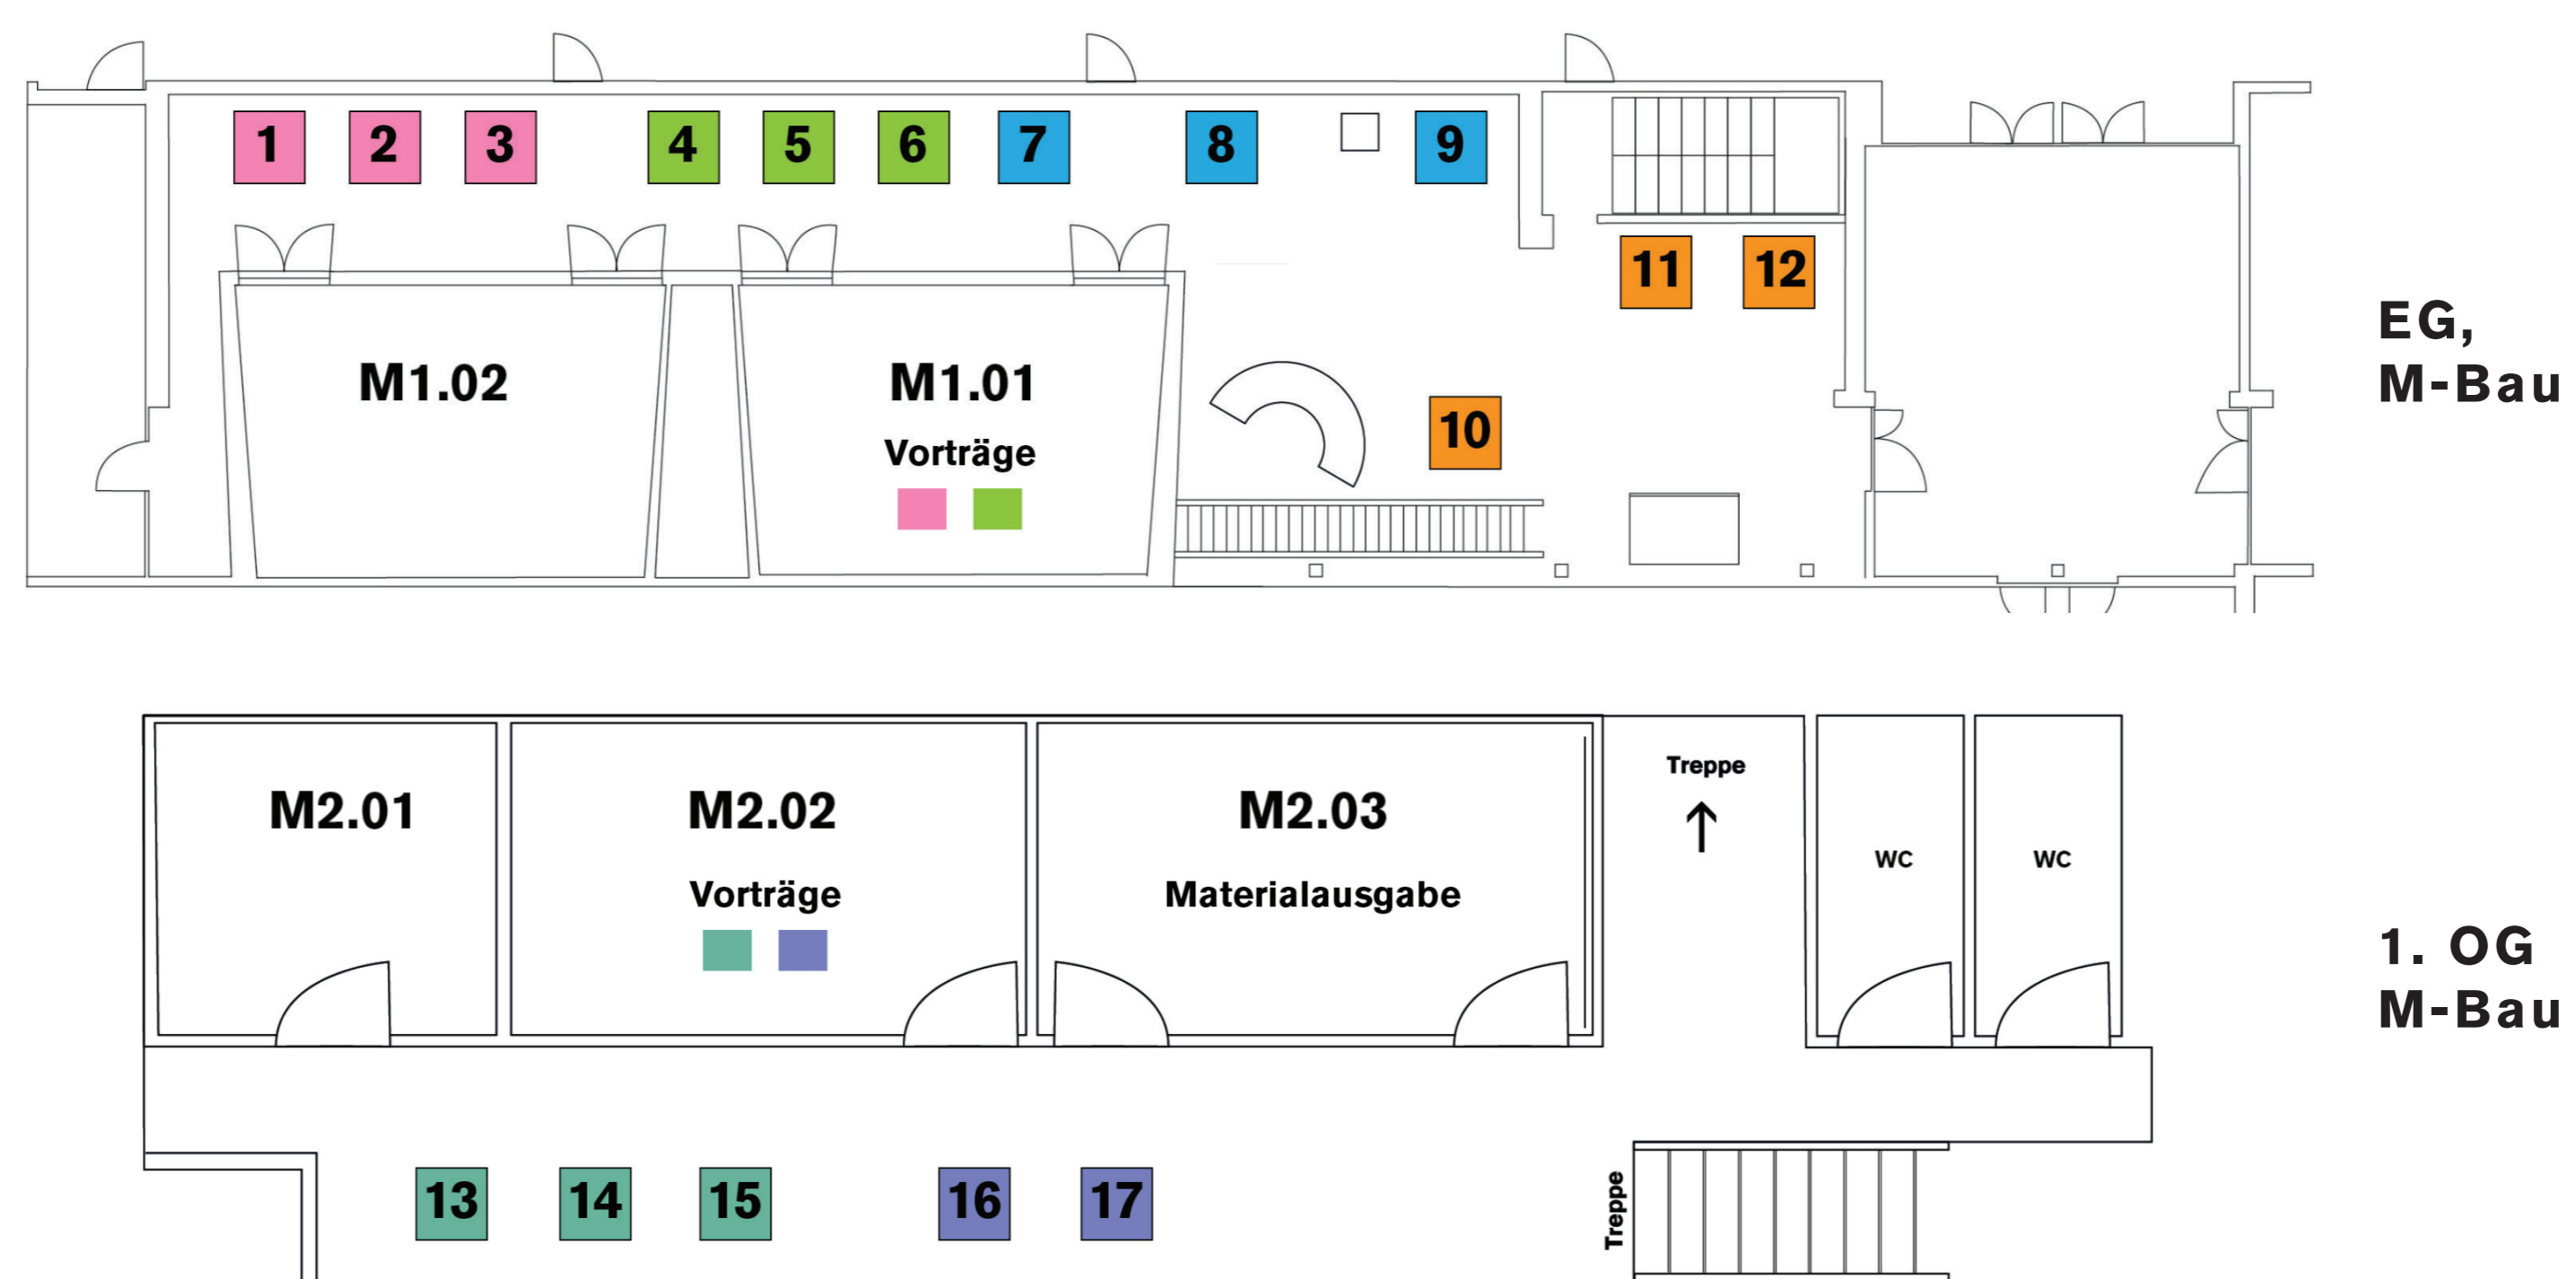 1 2 3 4 5 6 7 8 9
11 12
M1.02 M1.01
Vorträge
10
EG,
M-Bau
M2.01 M2.02 M2.03
Vorträge Materialausgabe
Treppe
WC WC
1. OG
M-Bau
13 14 15 16 17
Treppe